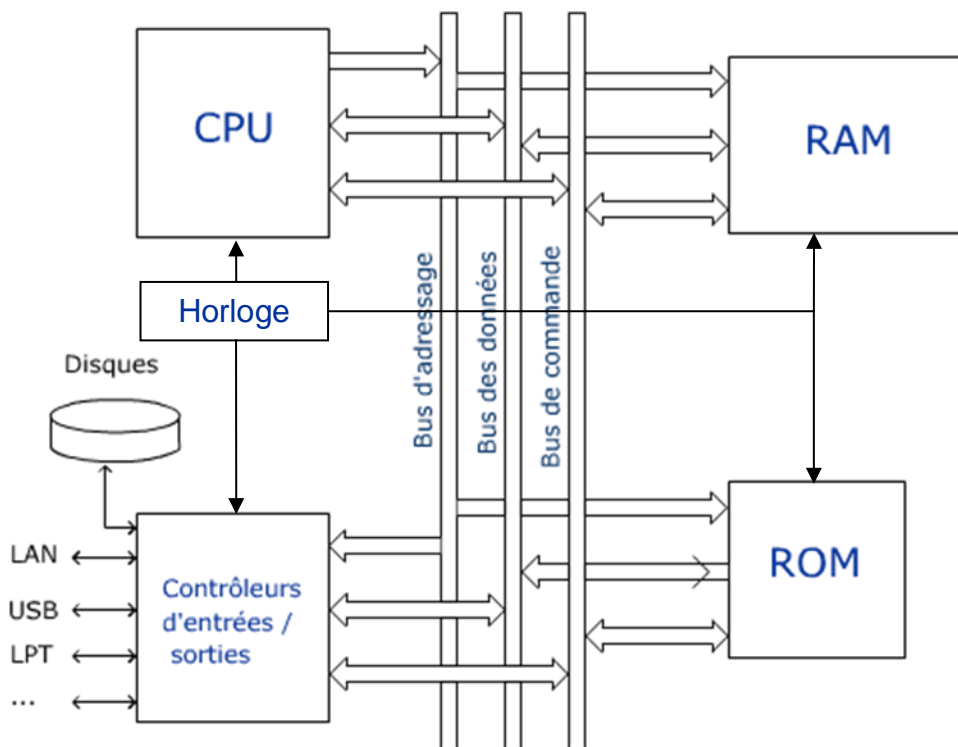 CPU
RAM
Horloge
Bus d'adressage
Bus des données
Bus de commande
Disques
LAN
USB
LPT
...
Contrôleurs
d'entrées /
sorties
ROM